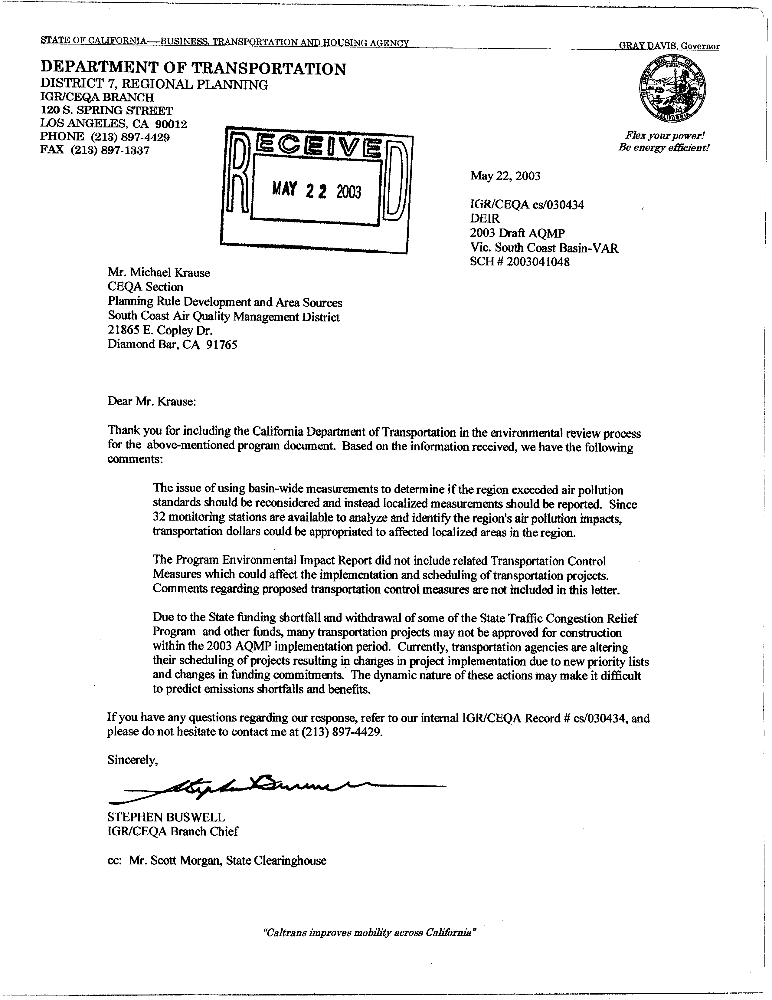 STATE OF CALIFORNIA—BUSINESS, TRANSPORTATION AND HOUSING AGENCY
GRAY DAVIS, Governor
DEPARTMENT OF TRANSPORTATION
DISTRICT 7, REGIONAL PLANNING
IGR/CEQA BRANCH
120 S. SPRING STREET
LOS ANGELES, CA 90012
PHONE (213) 897-4429
FAX (213) 897-1337
THE GREAT SEAL OF THE STATE OF CALIFORNIA
EUREKA
Flex your power!
Be energy efficient!
RECEIVED
MAY 22 2003
May 22, 2003
IGR/CEQA cs/030434
DEIR
2003 Draft AQMP
Vic. South Coast Basin-VAR
SCH # 2003041048
Mr. Michael Krause
CEQA Section
Planning Rule Development and Area Sources
South Coast Air Quality Management District
21865 E. Copley Dr.
Diamond Bar, CA 91765
Dear Mr. Krause:
Thank you for including the California Department of Transportation in the environmental review process
for the above-mentioned program document. Based on the information received, we have the following
comments:
The issue of using basin-wide measurements to determine if the region exceeded air pollution
standards should be reconsidered and instead localized measurements should be reported. Since
32 monitoring stations are available to analyze and identify the region's air pollution impacts,
transportation dollars could be appropriated to affected localized areas in the region.
The Program Environmental Impact Report did not include related Transportation Control
Measures which could affect the implementation and scheduling of transportation projects.
Comments regarding proposed transportation control measures are not included in this letter.
Due to the State funding shortfall and withdrawal of some of the State Traffic Congestion Relief
Program and other funds, many transportation projects may not be approved for construction
within the 2003 AQMP implementation period. Currently, transportation agencies are altering
their scheduling of projects resulting in changes in project implementation due to new priority lists
and changes in funding commitments. The dynamic nature of these actions may make it difficult
to predict emissions shortfalls and benefits.
If you have any questions regarding our response, refer to our internal IGR/CEQA Record # cs/030434, and
please do not hesitate to contact me at (213) 897-4429.
Sincerely,
Stephen Buswell
STEPHEN BUSWELL
IGR/CEQA Branch Chief
cc: Mr. Scott Morgan, State Clearinghouse
"Caltrans improves mobility across California"